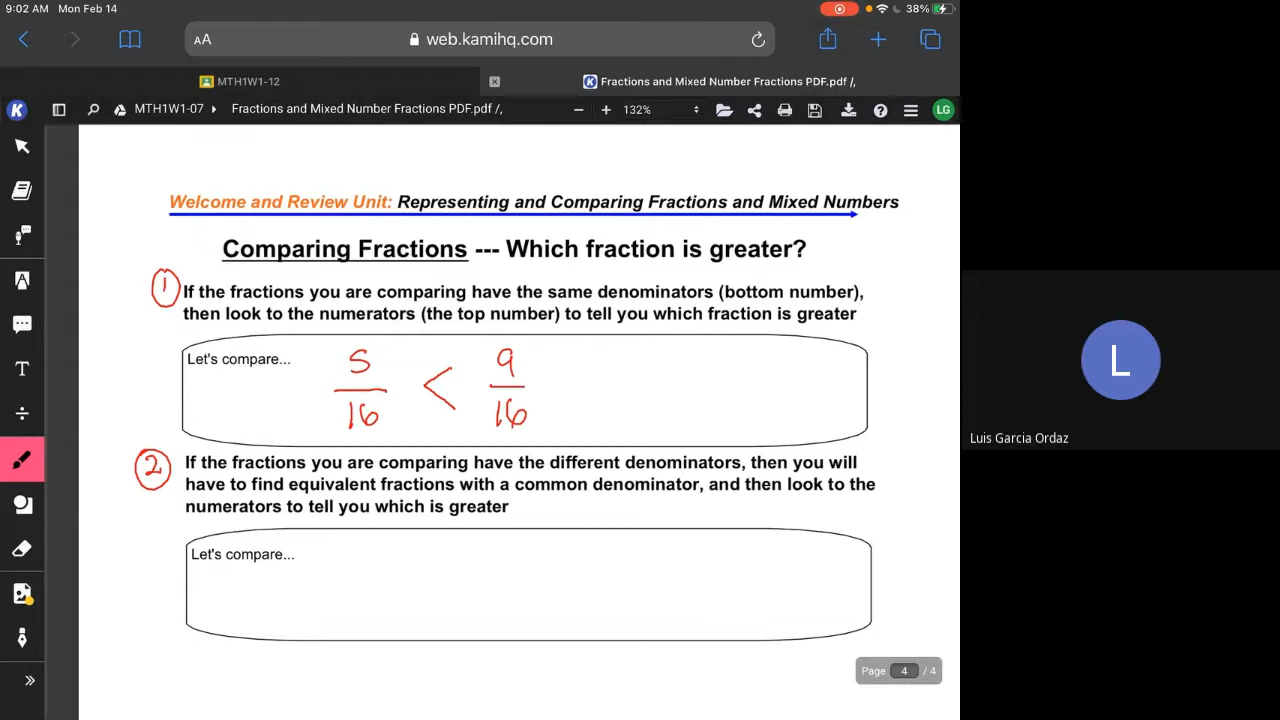 9:02 AM Mon Feb 14
38%
AA
web.kamihq.com
MTH1W1-12
Fractions and Mixed Number Fractions PDF.pdf /,
MTH1W1-07
Fractions and Mixed Number Fractions PDF.pdf /,
132%
LG
Welcome and Review Unit: Representing and Comparing Fractions and Mixed Numbers
Comparing Fractions --- Which fraction is greater?
1
If the fractions you are comparing have the same denominators (bottom number),
then look to the numerators (the top number) to tell you which fraction is greater
Let's compare...
5/16 < 9/16
2
If the fractions you are comparing have the different denominators, then you will
have to find equivalent fractions with a common denominator, and then look to the
numerators to tell you which is greater
Let's compare...
Page 4 / 4
L
Luis Garcia Ordaz